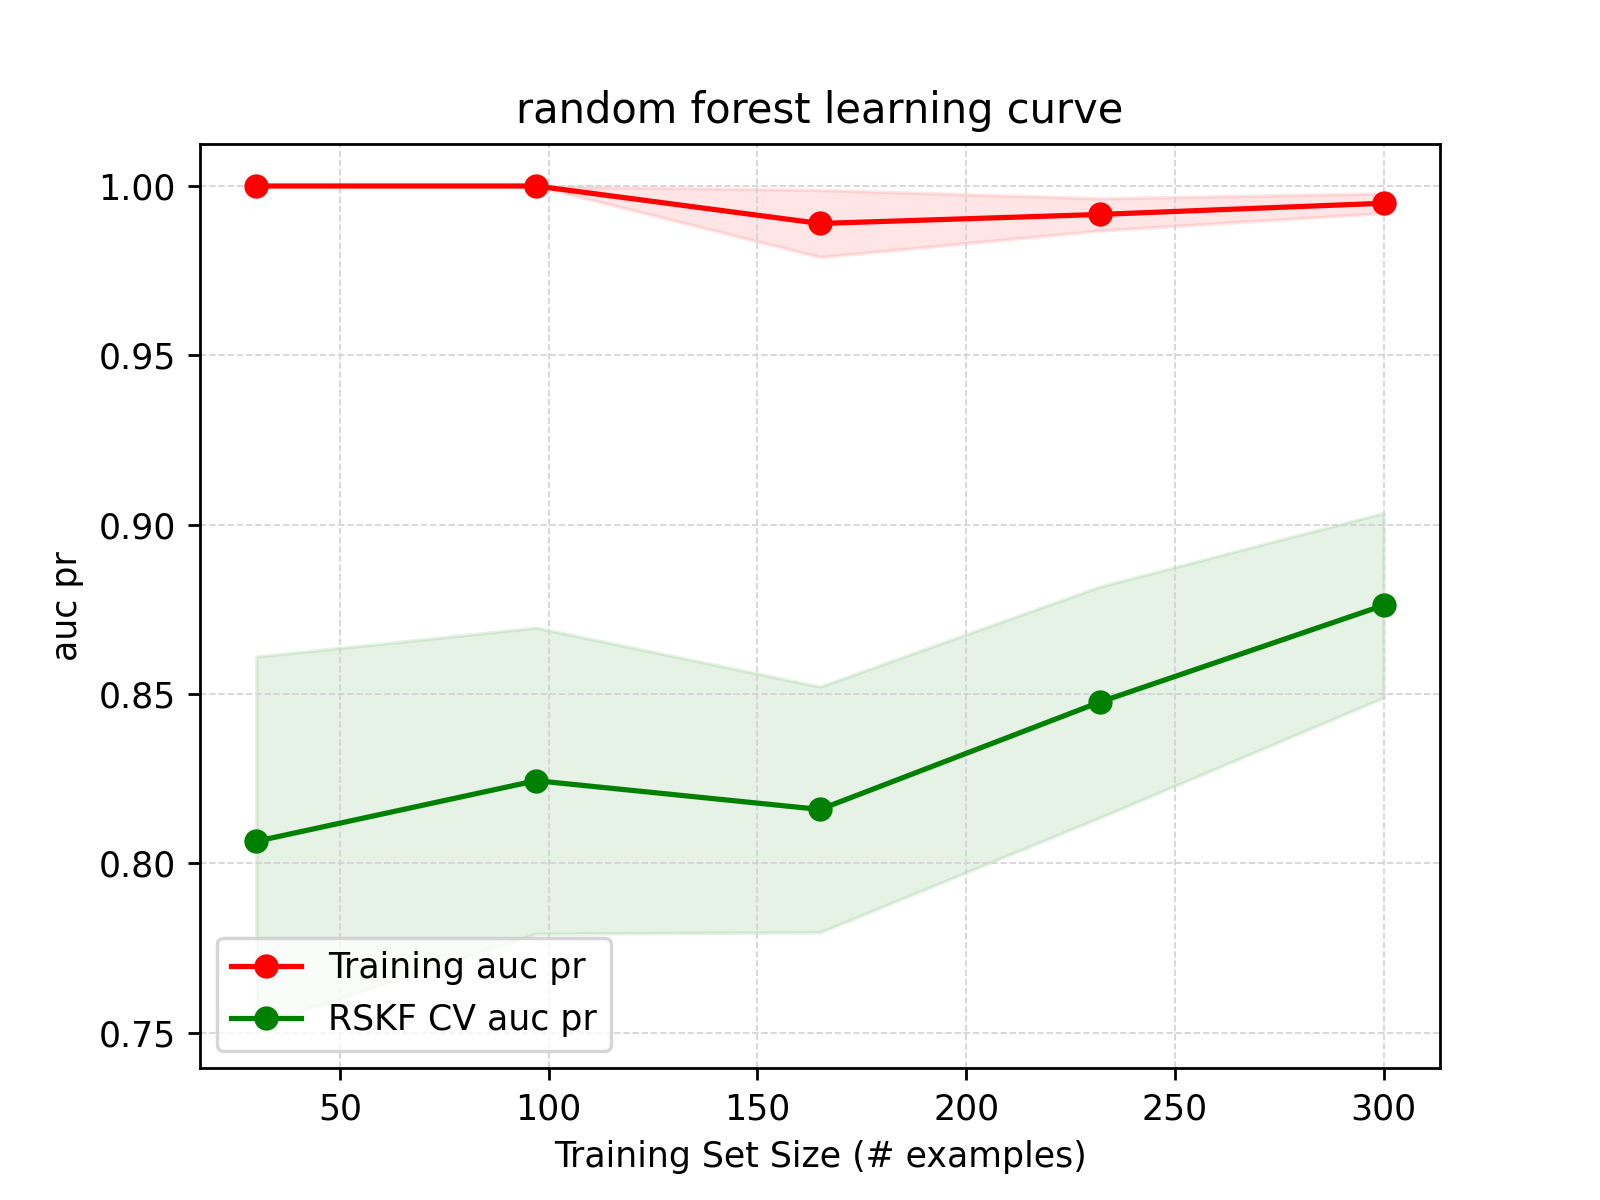 random forest learning curve
1.00
0.95
0.90
0.85
0.80
0.75
auc pr
Training auc pr
RSKF CV auc pr
50 100 150 200 250 300
Training Set Size (# examples)